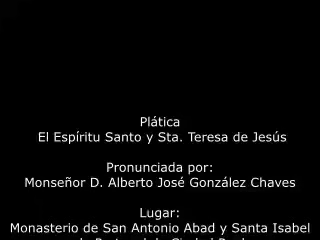 Plática
El Espíritu Santo y Sta. Teresa de Jesús
Pronunciada por:
Monseñor D. Alberto José González Chaves
Lugar:
Monasterio de San Antonio Abad y Santa Isabel